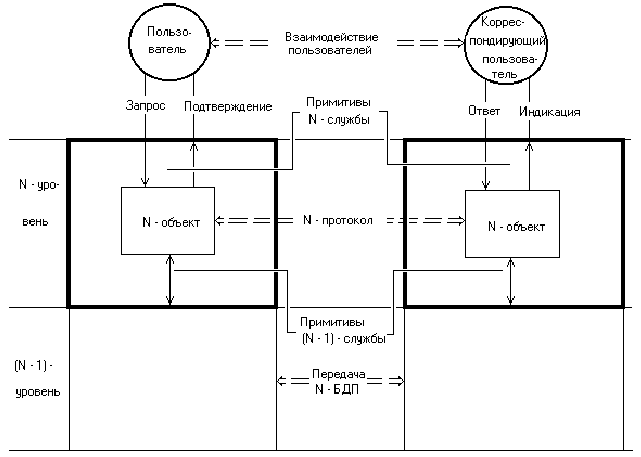 Пользо-
ватель
Взаимодействие
пользователей
Коррес-
пондирующий
пользова-
тель
Запрос
Подтверждение
Примитивы
N - службы
Ответ
Индикация
N - уро-
вень
N - объект
N - протокол
N - объект
Примитивы
(N - 1) - службы
(N - 1) -
уровень
Передача
N - БДП